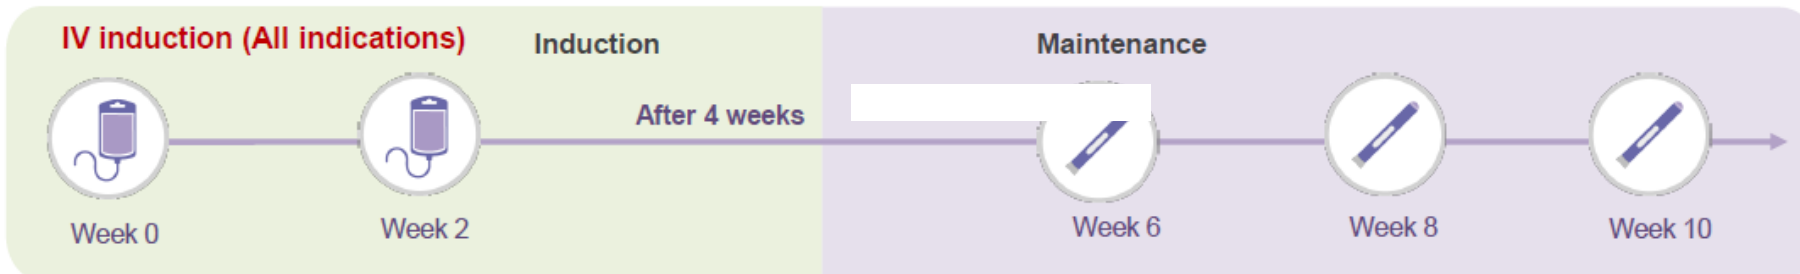 IV induction (All indications)
Induction
Maintenance
After 4 weeks
Week 0
Week 2
Week 6
Week 8
Week 10